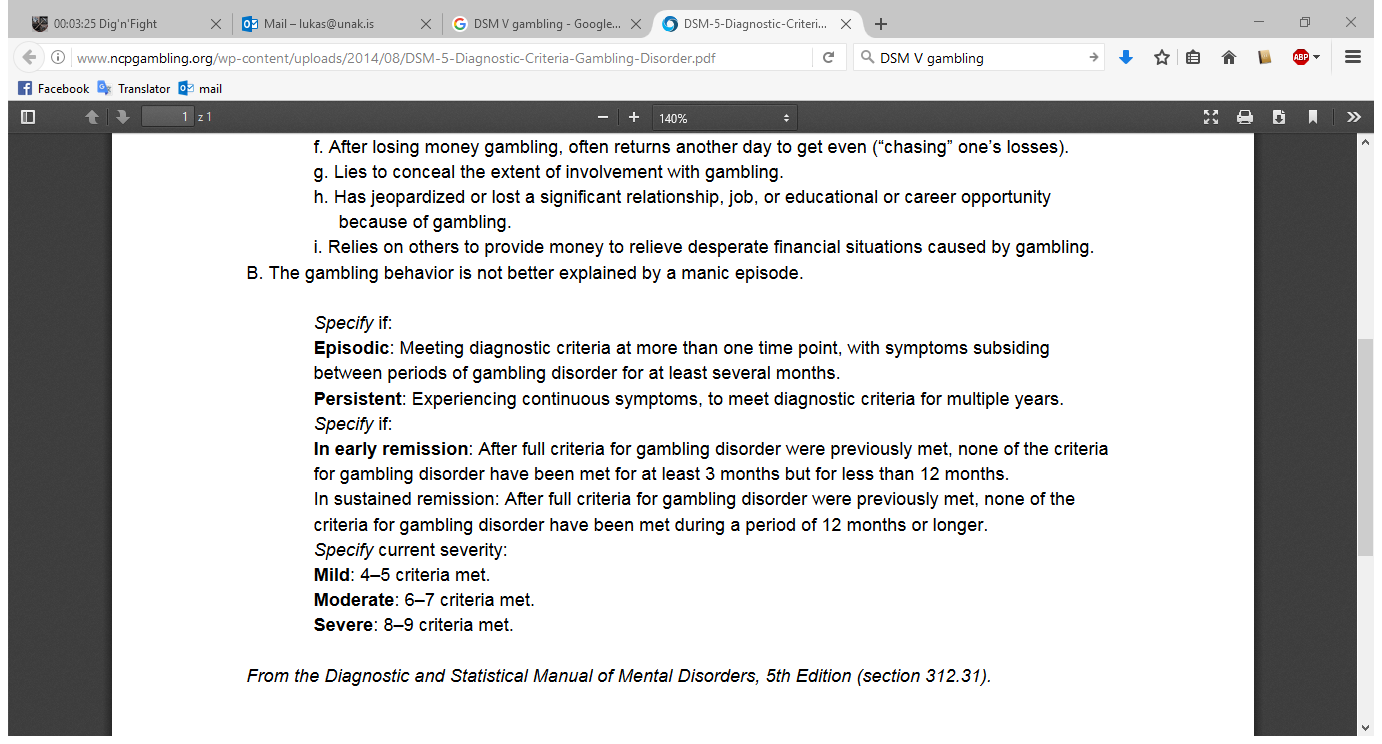 00:03:25 Dig'n'Fight
Mail – lukas@unak.is
DSM V gambling - Google...
DSM-5-Diagnostic-Criteri...
www.ncpgambling.org/wp-content/uploads/2014/08/DSM-5-Diagnostic-Criteria-Gambling-Disorder.pdf
DSM V gambling
ABP
Facebook Translator mail
1 z 1
140%
f. After losing money gambling, often returns another day to get even (“chasing” one’s losses).
g. Lies to conceal the extent of involvement with gambling.
h. Has jeopardized or lost a significant relationship, job, or educational or career opportunity
because of gambling.
i. Relies on others to provide money to relieve desperate financial situations caused by gambling.
B. The gambling behavior is not better explained by a manic episode.
Specify if:
Episodic: Meeting diagnostic criteria at more than one time point, with symptoms subsiding
between periods of gambling disorder for at least several months.
Persistent: Experiencing continuous symptoms, to meet diagnostic criteria for multiple years.
Specify if:
In early remission: After full criteria for gambling disorder were previously met, none of the criteria
for gambling disorder have been met for at least 3 months but for less than 12 months.
In sustained remission: After full criteria for gambling disorder were previously met, none of the
criteria for gambling disorder have been met during a period of 12 months or longer.
Specify current severity:
Mild: 4–5 criteria met.
Moderate: 6–7 criteria met.
Severe: 8–9 criteria met.
From the Diagnostic and Statistical Manual of Mental Disorders, 5th Edition (section 312.31).